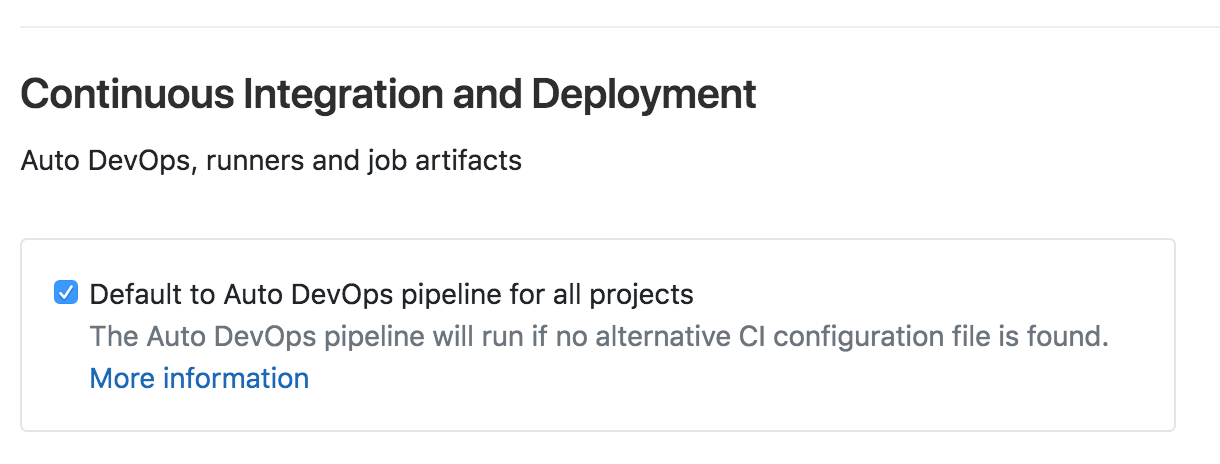 Continuous Integration and Deployment
Auto DevOps, runners and job artifacts
Default to Auto DevOps pipeline for all projects
The Auto DevOps pipeline will run if no alternative CI configuration file is found.
More information